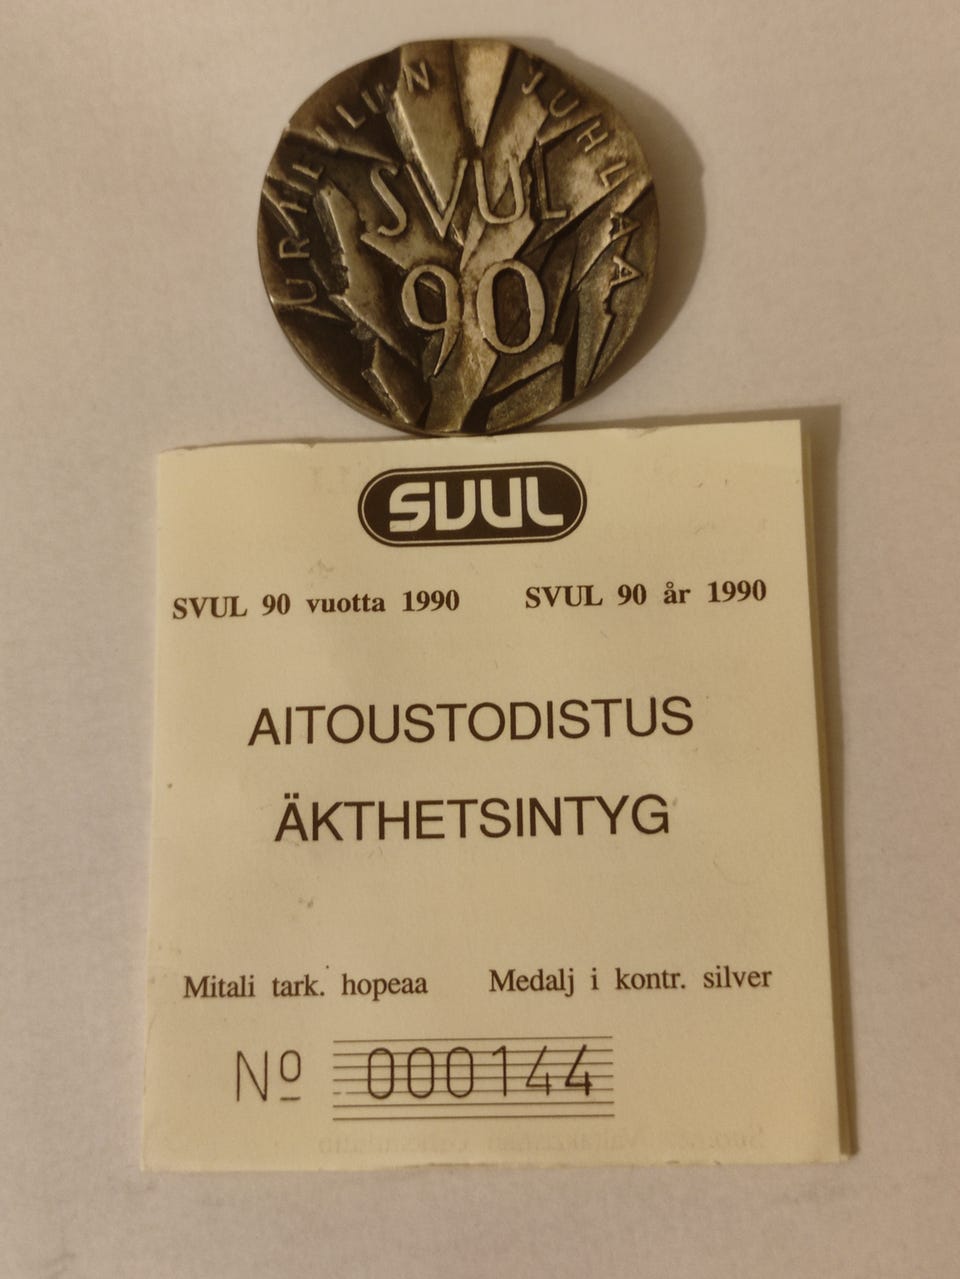 URHEILUN JUHLAA
SVUL
90
SVUL
SVUL 90 vuotta 1990 SVUL 90 år 1990
AITOUSTODISTUS
ÄKTHETSINTYG
Mitali tark. hopeaa Medalj i kontr. silver
Nº 000144